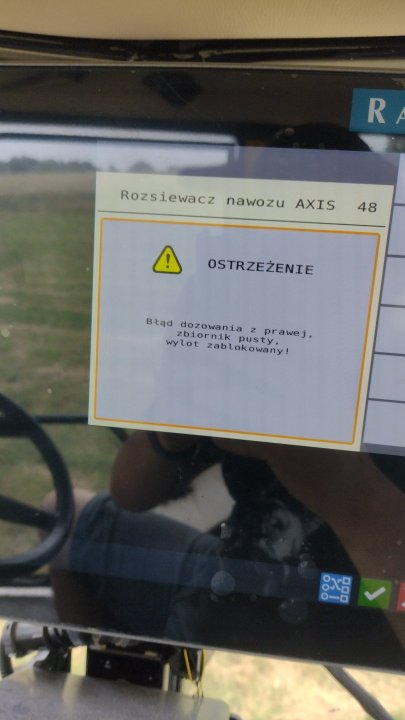 RA
Rozsiewacz nawozu AXIS 48
OSTRZEŻENIE
Błąd dozowania z prawej,
zbiornik pusty,
wylot zablokowany!